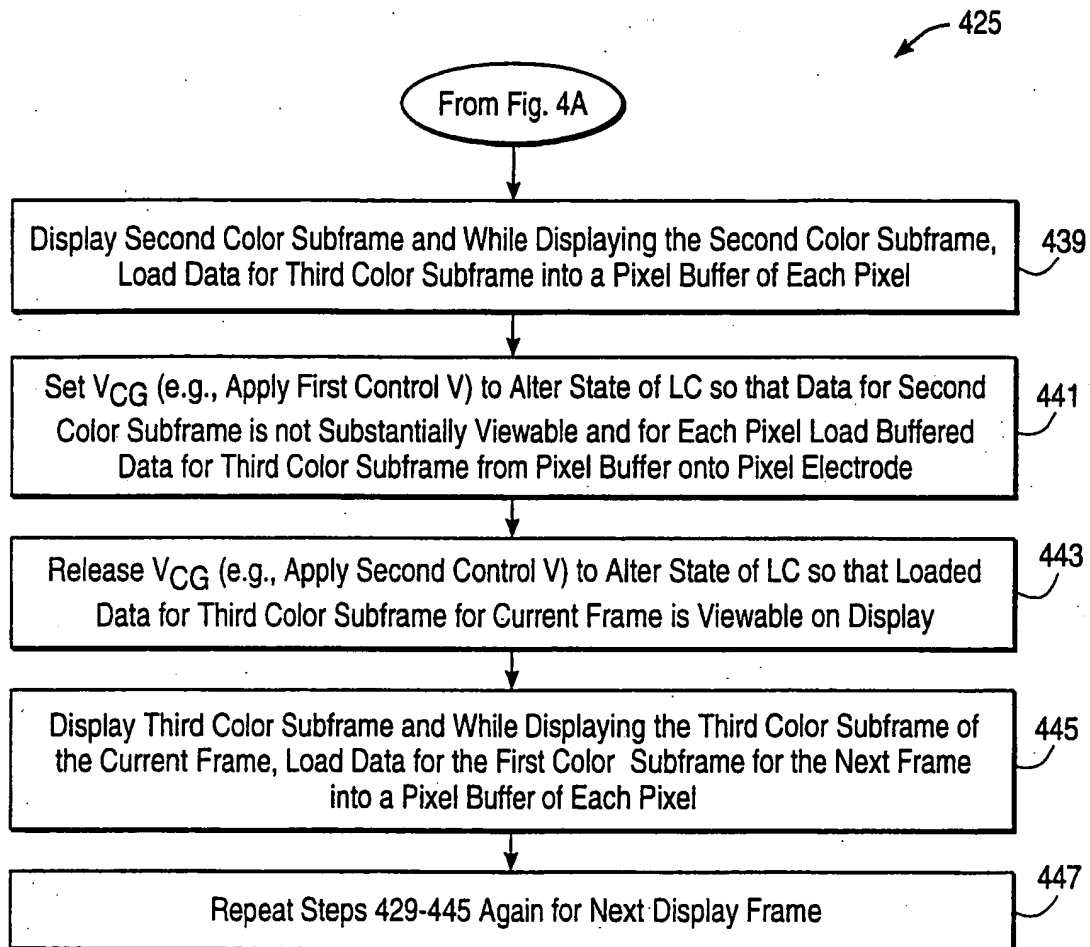 425
From Fig. 4A
Display Second Color Subframe and While Displaying the Second Color Subframe,
Load Data for Third Color Subframe into a Pixel Buffer of Each Pixel
439
Set VCG (e.g., Apply First Control V) to Alter State of LC so that Data for Second
Color Subframe is not Substantially Viewable and for Each Pixel Load Buffered
Data for Third Color Subframe from Pixel Buffer onto Pixel Electrode
441
Release VCG (e.g., Apply Second Control V) to Alter State of LC so that Loaded
Data for Third Color Subframe for Current Frame is Viewable on Display
443
Display Third Color Subframe and While Displaying the Third Color Subframe of
the Current Frame, Load Data for the First Color Subframe for the Next Frame
into a Pixel Buffer of Each Pixel
445
Repeat Steps 429-445 Again for Next Display Frame
447